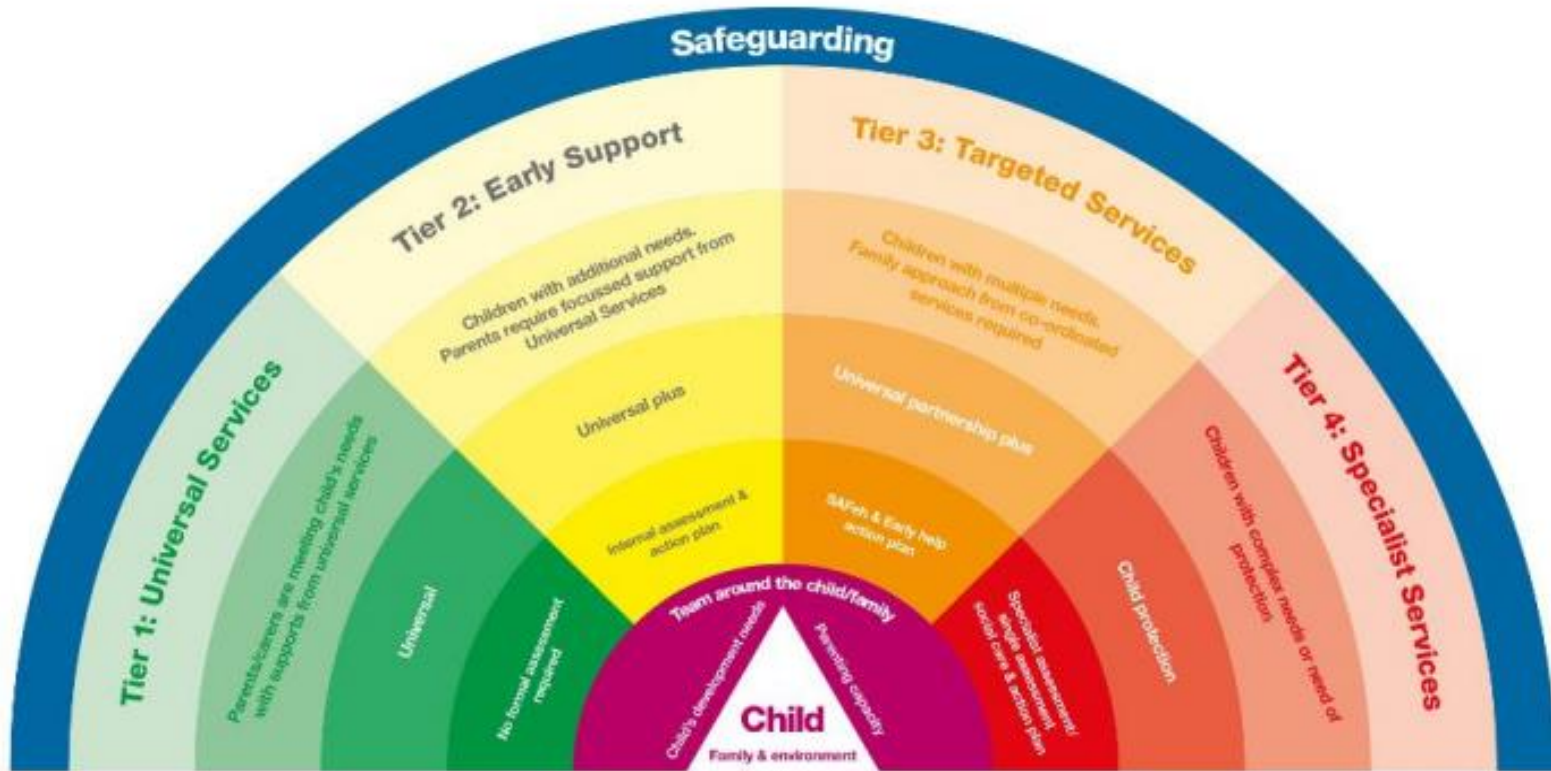 Safeguarding
Tier 1: Universal Services
Parents/carers are meeting child's needs
with supports from universal services
Universal
No formal assessment
required
Tier 2: Early Support
Children with additional needs.
Parents require focussed support from
Universal Services
Universal plus
Internal assessment &
action plan
Tier 3: Targeted Services
Children with multiple needs.
Family approach from co-ordinated
services required
Universal partnership plus
SAFeh & Early help
action plan
Tier 4: Specialist Services
Children with complex needs or need of
protection
Child protection
Specialist assessment/
single assessment
social care & action plan
Team around the child/family
Child's development needs
Parenting capacity
Child
Family & environment